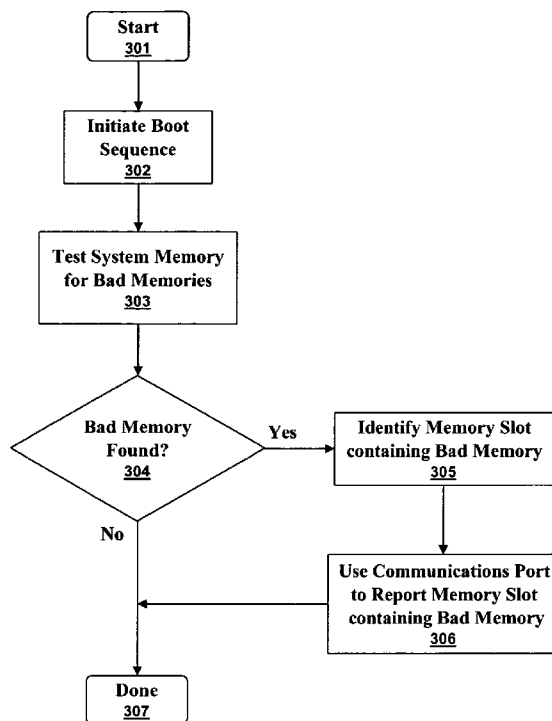 Start
301
Initiate Boot
Sequence
302
Test System Memory
for Bad Memories
303
Bad Memory
Found?
304
Yes
Identify Memory Slot
containing Bad Memory
305
No
Use Communications Port
to Report Memory Slot
containing Bad Memory
306
Done
307